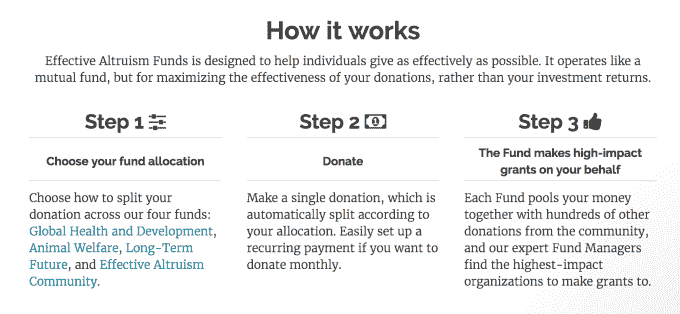 How it works
Effective Altruism Funds is designed to help individuals give as effectively as possible. It operates like a
mutual fund, but for maximizing the effectiveness of your donations, rather than your investment returns.
Step 1
Choose your fund allocation
Choose how to split your
donation across our four funds:
Global Health and Development,
Animal Welfare, Long-Term
Future, and Effective Altruism
Community.
Step 2
Donate
Make a single donation, which is
automatically split according to
your allocation. Easily set up a
recurring payment if you want to
donate monthly.
Step 3
The Fund makes high-impact
grants on your behalf
Each Fund pools your money
together with hundreds of other
donations from the community,
and our expert Fund Managers
find the highest-impact
organizations to make grants to.